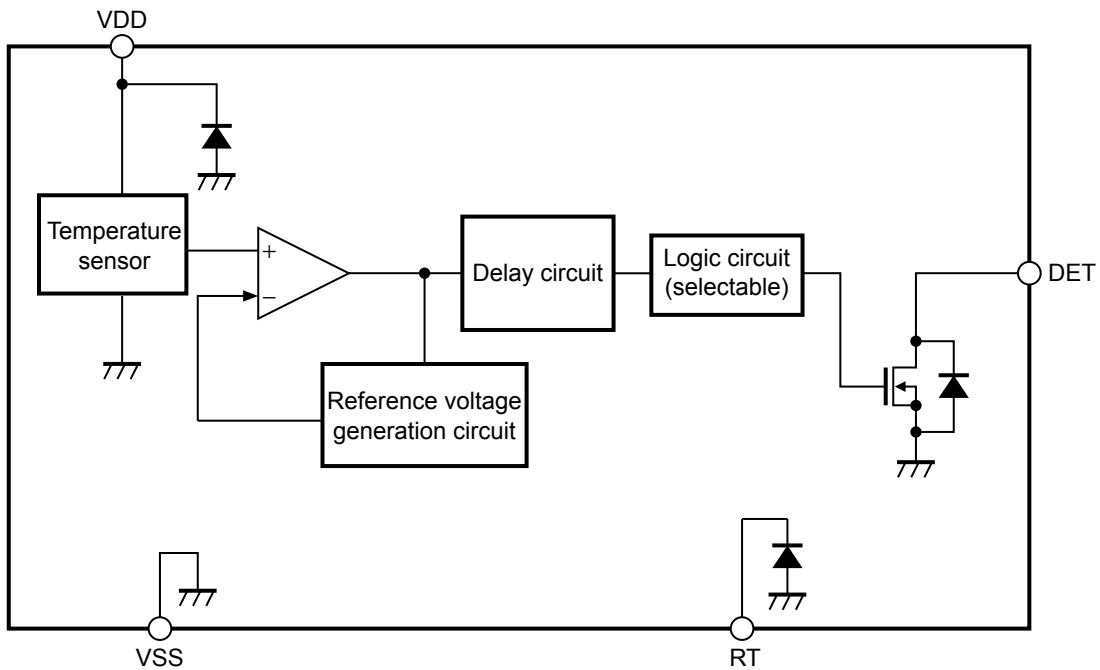 VDD
Temperature
sensor
+
−
Delay circuit
Logic circuit
(selectable)
DET
Reference voltage
generation circuit
VSS
RT